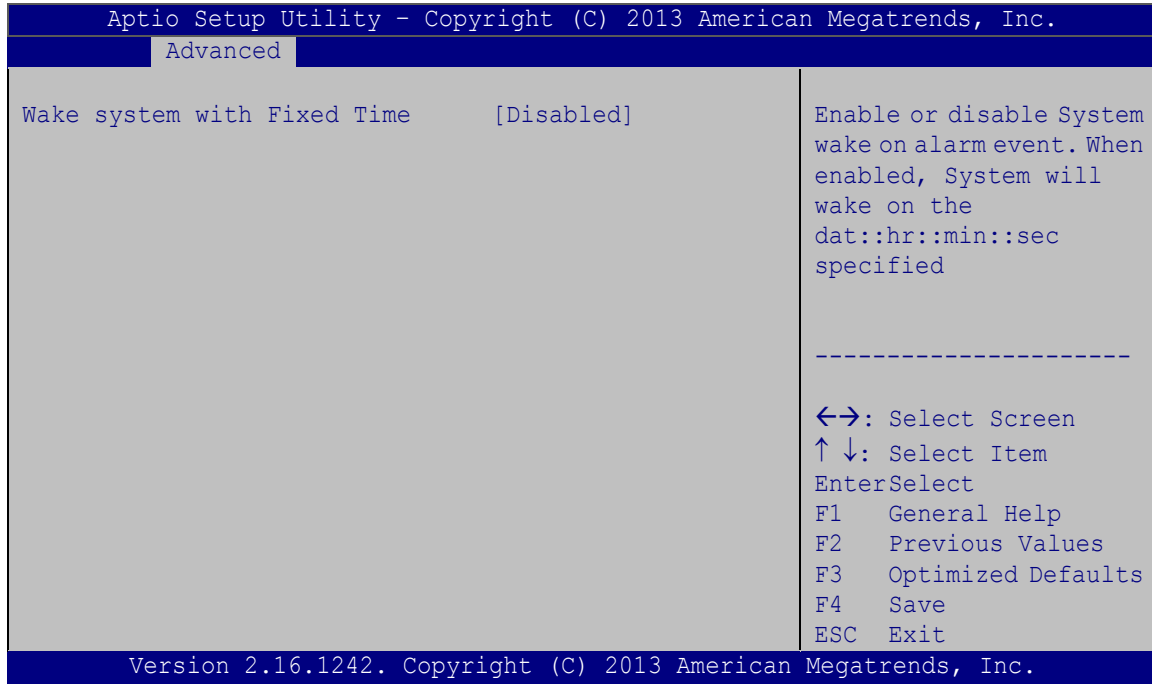 Aptio Setup Utility – Copyright (C) 2013 American Megatrends, Inc.
Advanced
Wake system with Fixed Time [Disabled]
Enable or disable System
wake on alarm event. When
enabled, System will
wake on the
dat::hr::min::sec
specified
----------------------
←→: Select Screen
↑ ↓: Select Item
EnterSelect
F1 General Help
F2 Previous Values
F3 Optimized Defaults
F4 Save
ESC Exit
Version 2.16.1242. Copyright (C) 2013 American Megatrends, Inc.